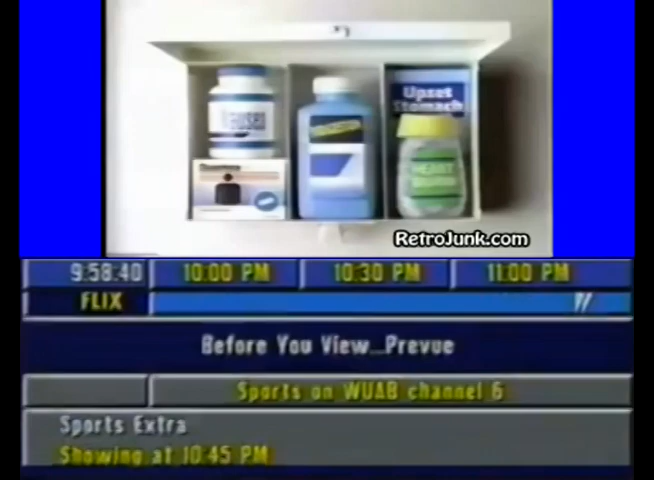 Upset
Stomach
RetroJunk.com
9:58:40 10:00 PM 10:30 PM 11:00 PM
FLIX
Before You View...Prevue
Sports on WUAB channel 6
Sports Extra
Showing at 10:45 PM